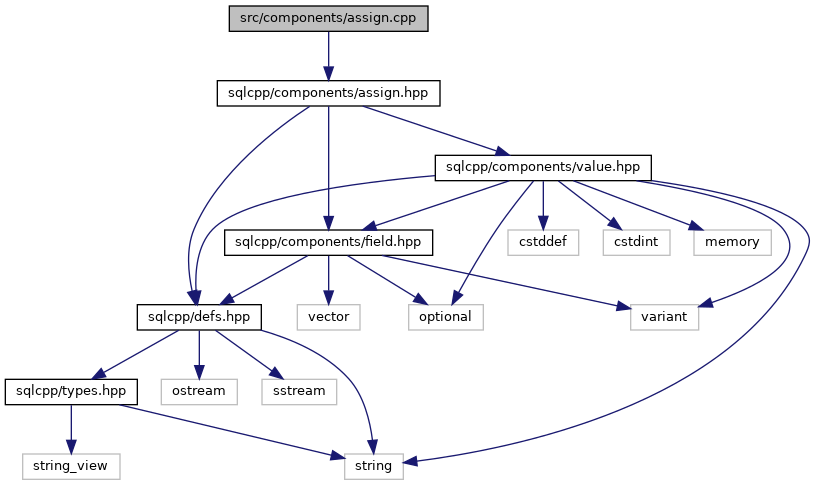 src/components/assign.cpp
sqlcpp/components/assign.hpp
sqlcpp/components/value.hpp
sqlcpp/components/field.hpp
cstddef
cstdint
memory
sqlcpp/defs.hpp
vector
optional
variant
sqlcpp/types.hpp
ostream
sstream
string_view
string